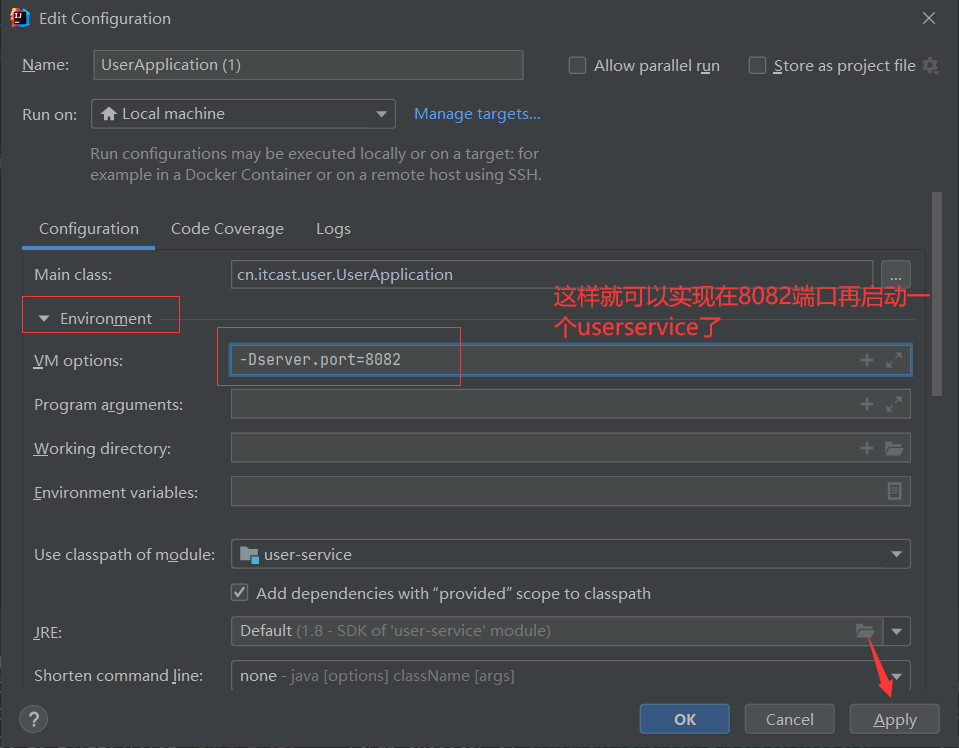 Edit Configuration
Name:
UserApplication (1)
Allow parallel run
Store as project file
Run on:
Local machine
Manage targets...
Run configurations may be executed locally or on a target: for
example in a Docker Container or on a remote host using SSH.
Configuration
Code Coverage
Logs
Main class:
cn.itcast.user.UserApplication
...
这样就可以实现在8082端口再启动一
个userservice了
Environment
VM options:
-Dserver.port=8082
Program arguments:
Working directory:
Environment variables:
Use classpath of module:
user-service
Add dependencies with “provided” scope to classpath
JRE:
Default (1.8 - SDK of 'user-service' module)
Shorten command line:
none - java [options] className [args]
?
OK
Cancel
Apply